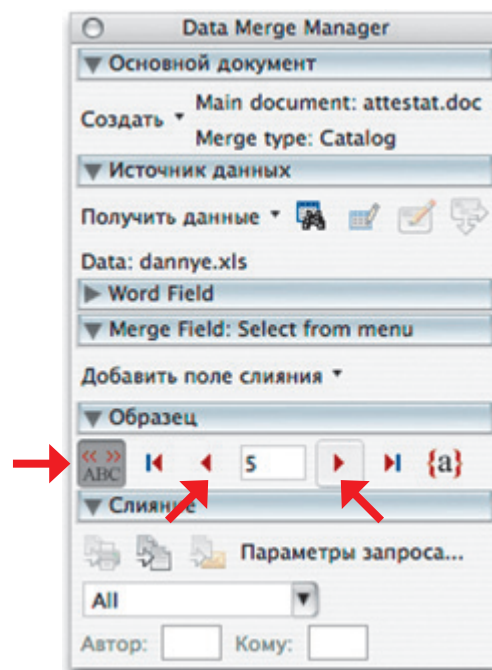 Data Merge Manager
Основной документ
Создать Main document: attestat.doc
Merge type: Catalog
Источник данных
Получить данные
Data: dannye.xls
Word Field
Merge Field: Select from menu
Добавить поле слияния
Образец
<< >>
ABC 5 {a}
Слияние
Параметры запроса...
All
Автор: Кому: